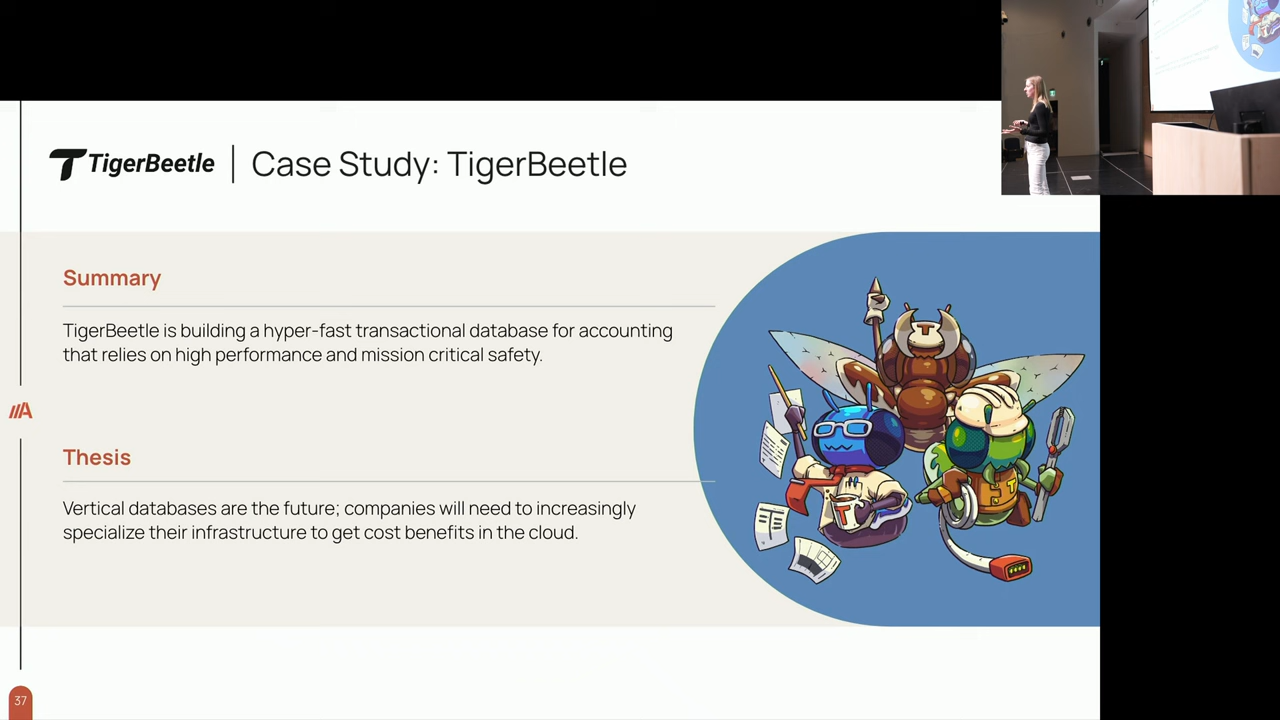 TigerBeetle
Case Study: TigerBeetle
Summary
TigerBeetle is building a hyper-fast transactional database for accounting
that relies on high performance and mission critical safety.
Thesis
Vertical databases are the future; companies will need to increasingly
specialize their infrastructure to get cost benefits in the cloud.
37